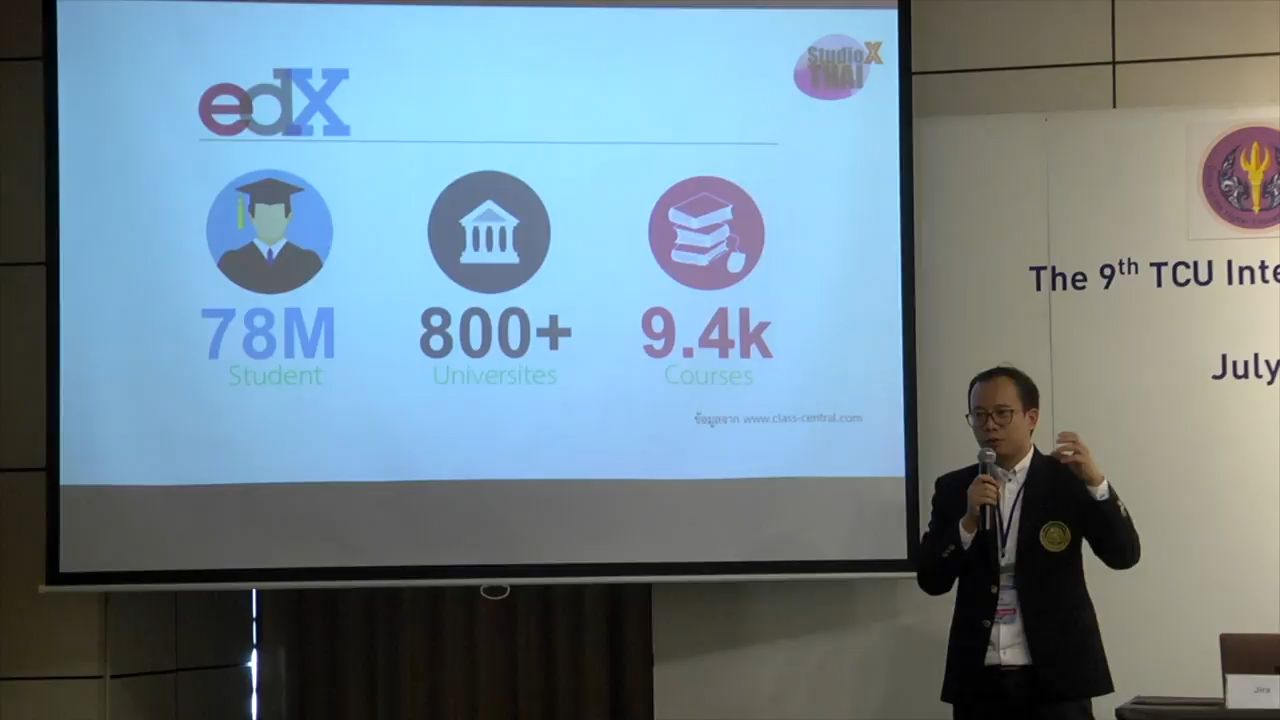 StudioX
THAI
edX
78M
Student
800+
Universites
9.4k
Courses
ข้อมูลจาก www.class-central.com
The 9th TCU Inte
July
Jira